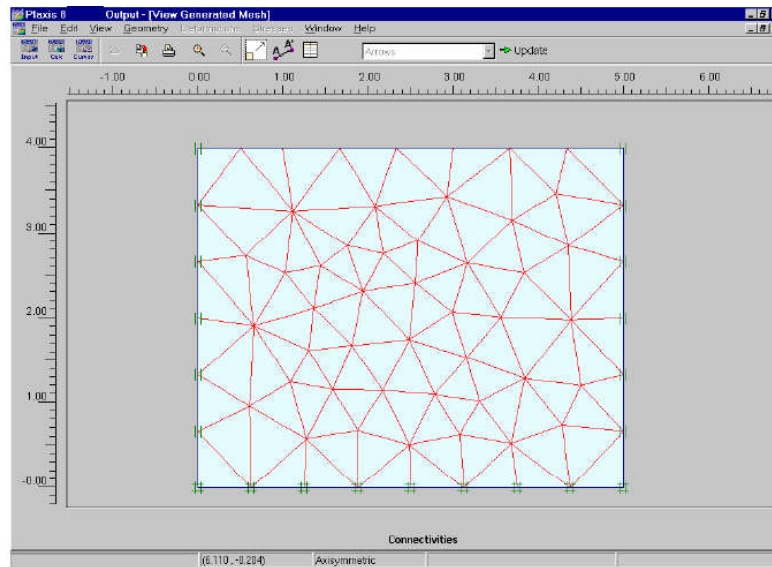 Plaxis 8 Output - [View Generated Mesh]
File Edit View Geometry Deformations Stresses Window Help
Input Calc Curves Arrows Update
-1.00 0.00 1.00 2.00 3.00 4.00 5.00 6.00
4.00
3.00
2.00
1.00
-0.00
Connectivities
(6.110 , -0.284) Axisymmetric